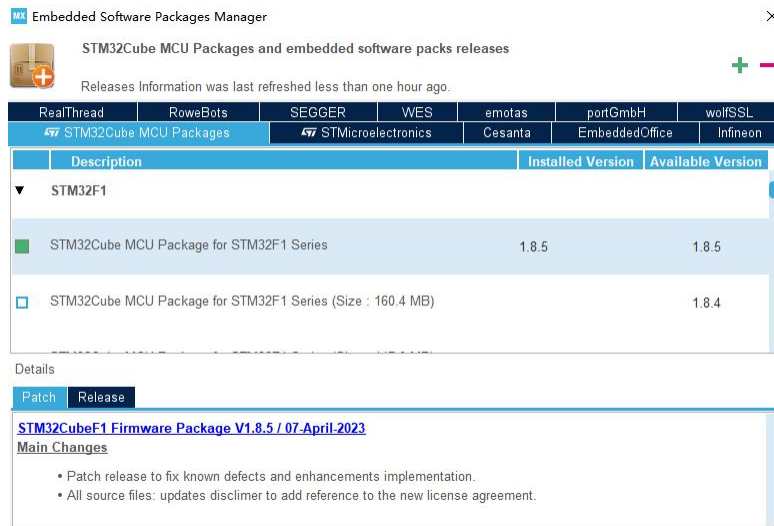 MX Embedded Software Packages Manager
STM32Cube MCU Packages and embedded software packs releases
Releases Information was last refreshed less than one hour ago.
RealThread RoweBots SEGGER WES emotas portGmbH wolfSSL
STM32Cube MCU Packages STMicroelectronics Cesanta EmbeddedOffice Infineon
Description Installed Version Available Version
STM32F1
STM32Cube MCU Package for STM32F1 Series 1.8.5 1.8.5
STM32Cube MCU Package for STM32F1 Series (Size : 160.4 MB) 1.8.4
Details
Patch Release
STM32CubeF1 Firmware Package V1.8.5 / 07-April-2023
Main Changes
• Patch release to fix known defects and enhancements implementation.
• All source files: updates disclimer to add reference to the new license agreement.